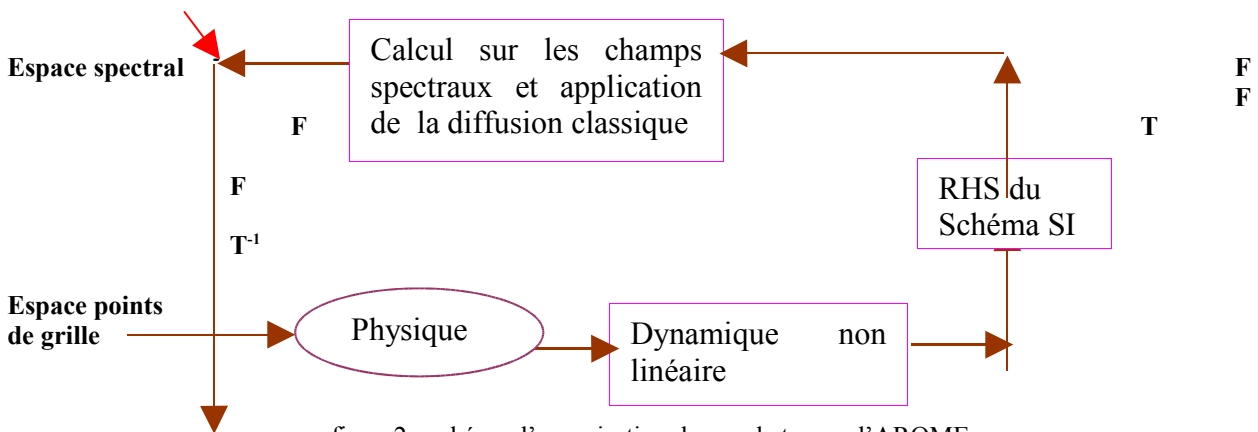 Espace spectral
Calcul sur les champs
spectraux et application
de la diffusion classique
F
F
F
T
F
T-1
RHS du
Schéma SI
Espace points
de grille
Physique
Dynamique non
linéaire